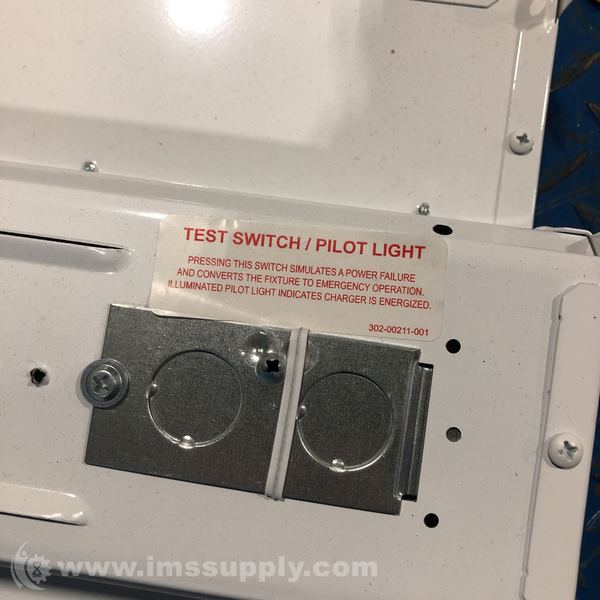 TEST SWITCH / PILOT LIGHT
PRESSING THIS SWITCH SIMULATES A POWER FAILURE
AND CONVERTS THE FIXTURE TO EMERGENCY OPERATION.
ILLUMINATED PILOT LIGHT INDICATES CHARGER IS ENERGIZED.
302-00211-001
www.imssupply.com